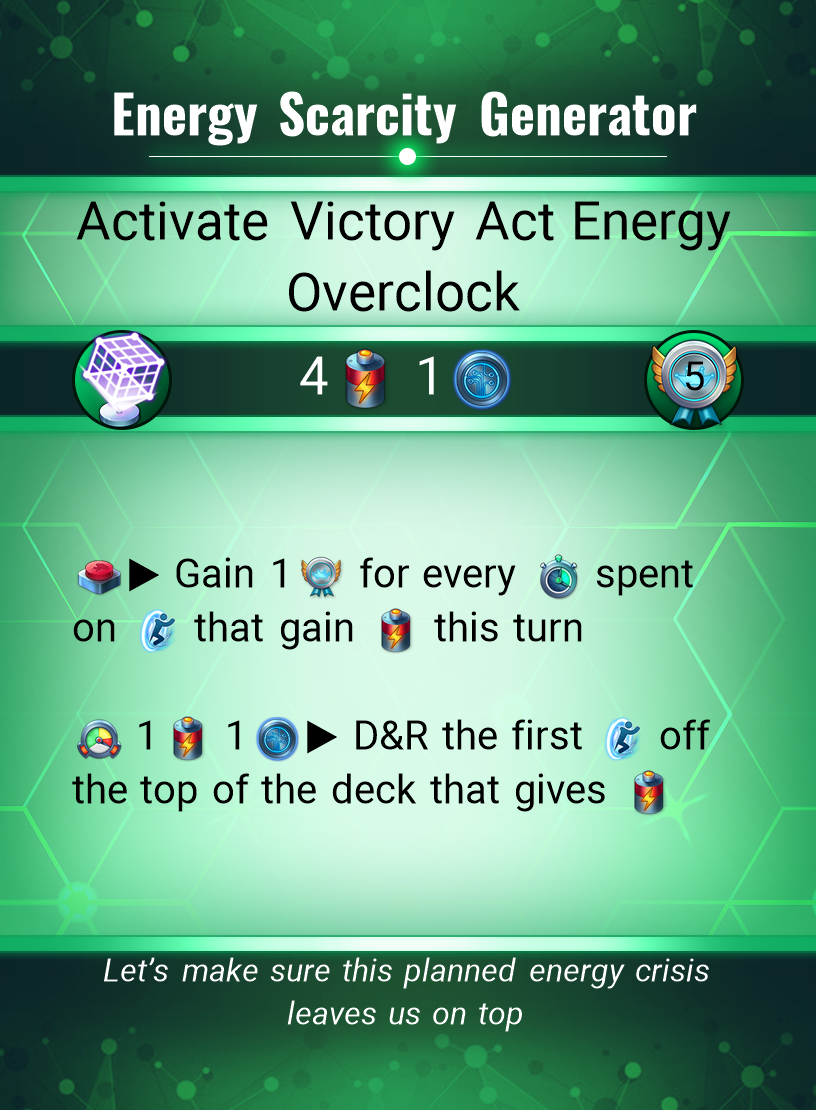 Energy Scarcity Generator
Activate Victory Act Energy
Overclock
4 1
5
Gain 1 for every spent
on that gain this turn
1 1 D&R the first off
the top of the deck that gives
Let's make sure this planned energy crisis
leaves us on top